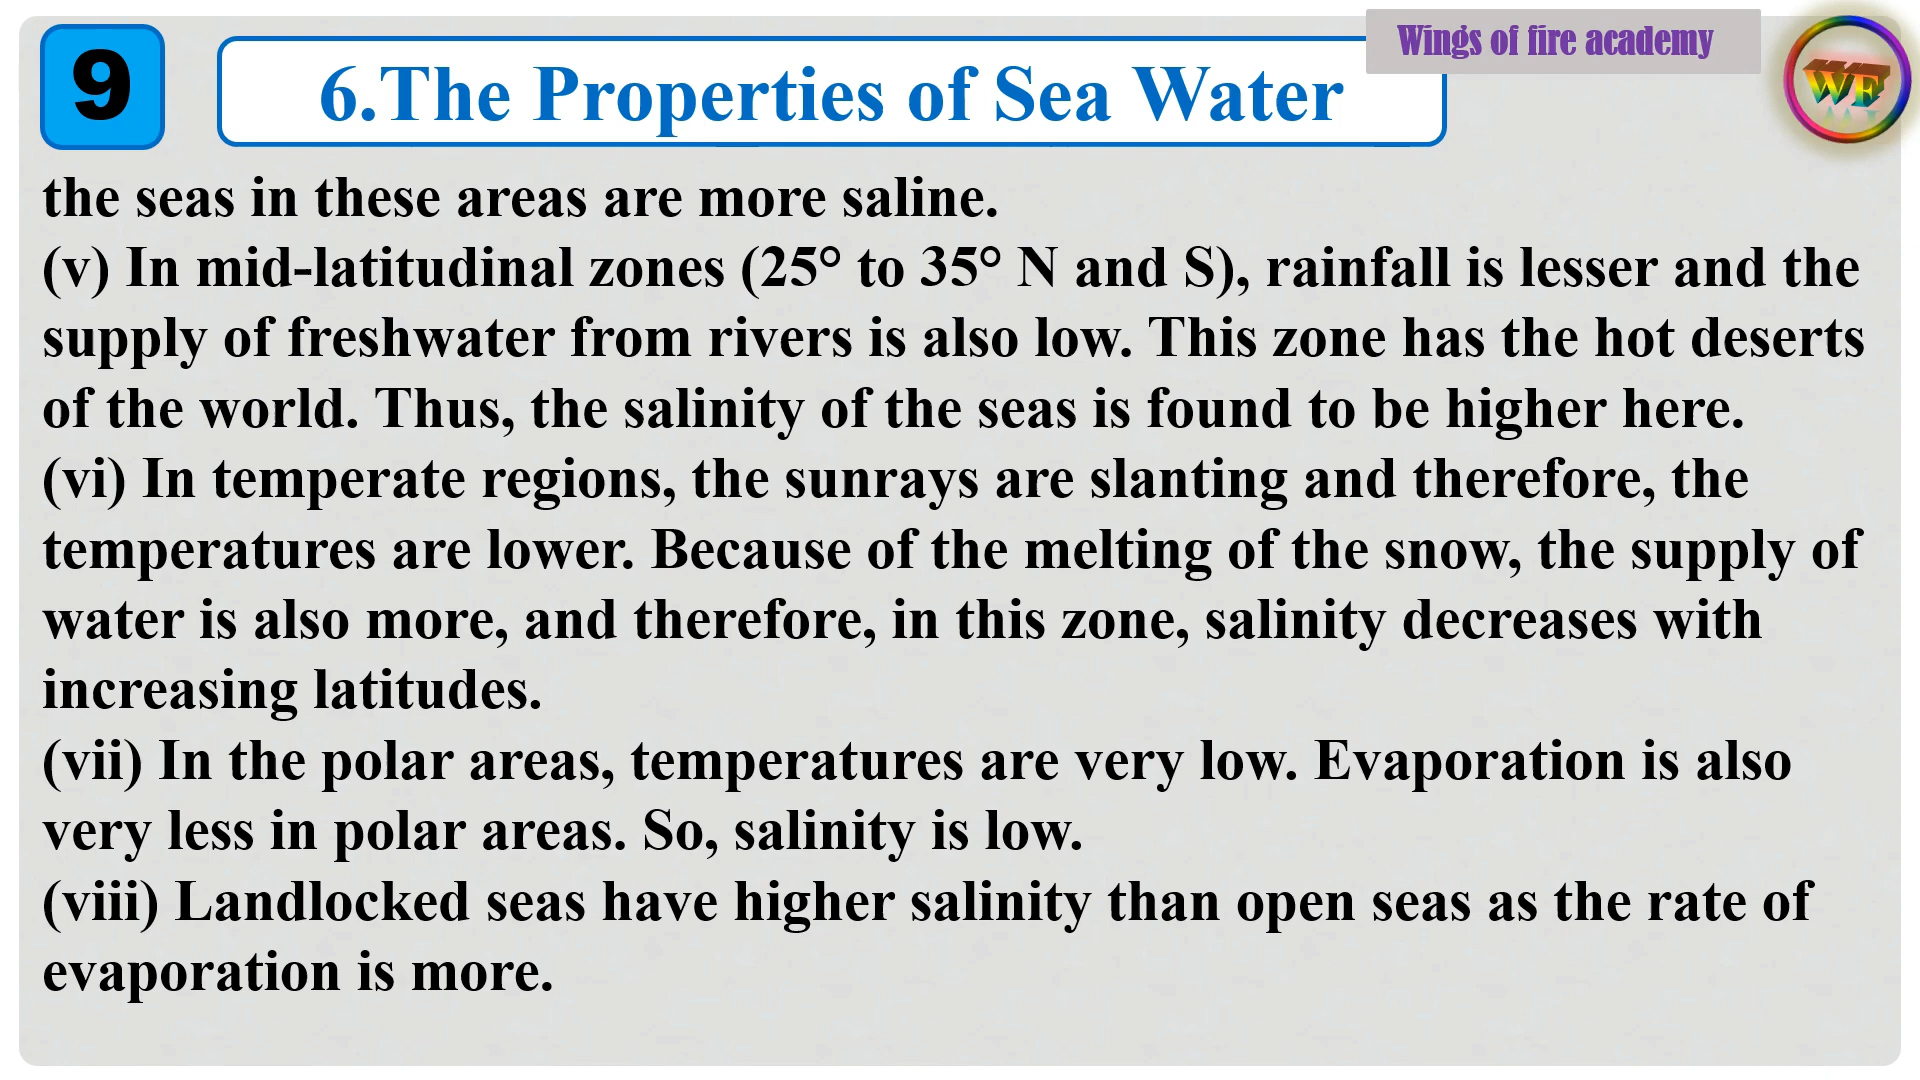 Wings of fire academy
WF
9
6.The Properties of Sea Water
the seas in these areas are more saline.
(v) In mid-latitudinal zones (25° to 35° N and S), rainfall is lesser and the
supply of freshwater from rivers is also low. This zone has the hot deserts
of the world. Thus, the salinity of the seas is found to be higher here.
(vi) In temperate regions, the sunrays are slanting and therefore, the
temperatures are lower. Because of the melting of the snow, the supply of
water is also more, and therefore, in this zone, salinity decreases with
increasing latitudes.
(vii) In the polar areas, temperatures are very low. Evaporation is also
very less in polar areas. So, salinity is low.
(viii) Landlocked seas have higher salinity than open seas as the rate of
evaporation is more.